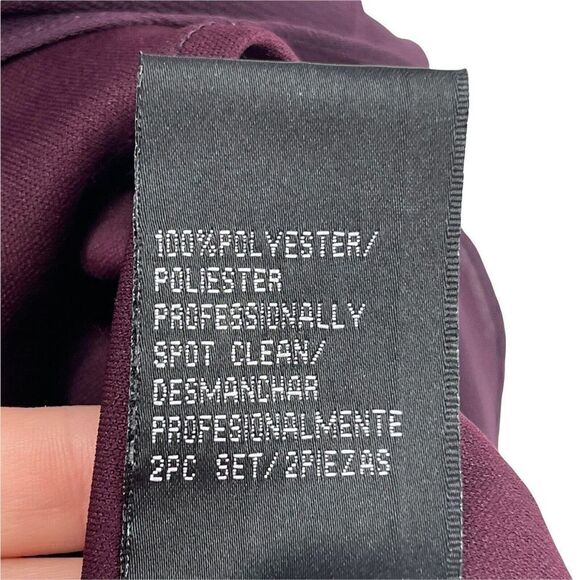 100%POLYESTER/
POLIESTER
PROFESSIONALLY
SPOT CLEAN/
DESMANCHAR
PROFESIONALMENTE
2PC SET/2PIEZAS